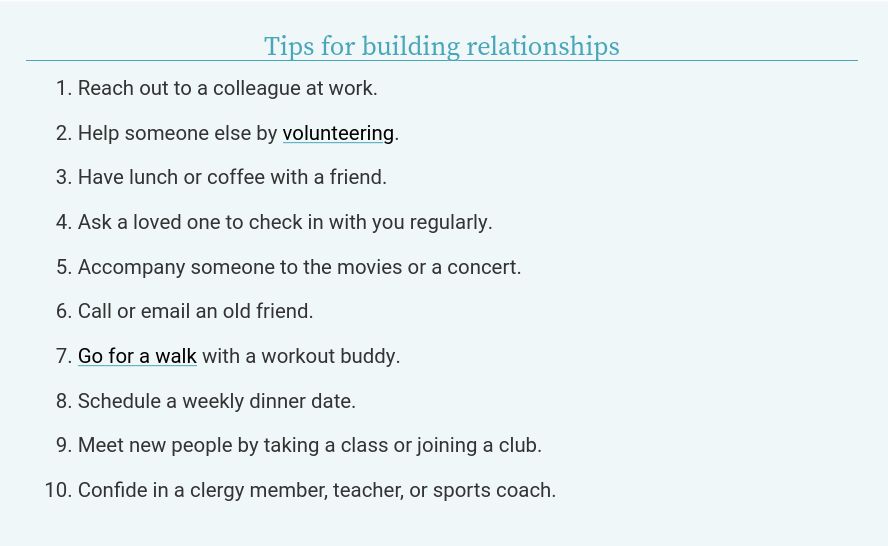 Tips for building relationships
1. Reach out to a colleague at work.
2. Help someone else by volunteering.
3. Have lunch or coffee with a friend.
4. Ask a loved one to check in with you regularly.
5. Accompany someone to the movies or a concert.
6. Call or email an old friend.
7. Go for a walk with a workout buddy.
8. Schedule a weekly dinner date.
9. Meet new people by taking a class or joining a club.
10. Confide in a clergy member, teacher, or sports coach.